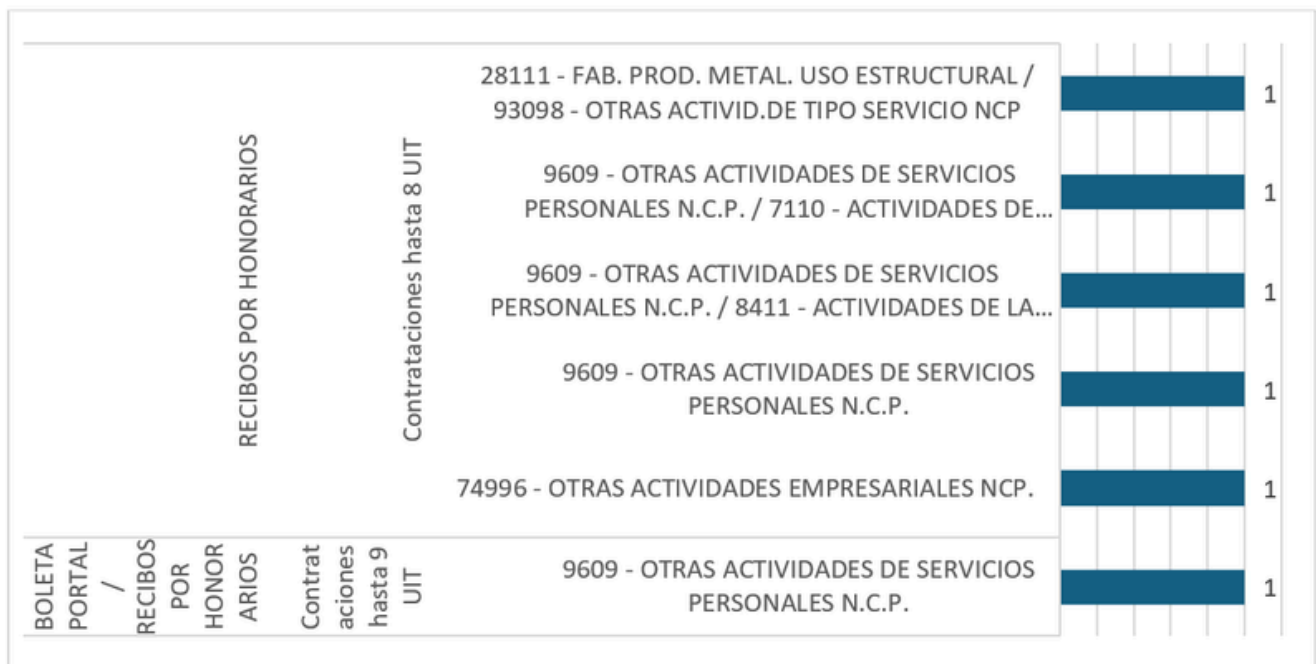 RECIBOS POR HONORARIOS
Contrataciones hasta 8 UIT
28111 - FAB. PROD. METAL. USO ESTRUCTURAL /
93098 - OTRAS ACTIVID.DE TIPO SERVICIO NCP
1
9609 - OTRAS ACTIVIDADES DE SERVICIOS
PERSONALES N.C.P. / 7110 - ACTIVIDADES DE...
1
9609 - OTRAS ACTIVIDADES DE SERVICIOS
PERSONALES N.C.P. / 8411 - ACTIVIDADES DE LA...
1
9609 - OTRAS ACTIVIDADES DE SERVICIOS
PERSONALES N.C.P.
1
74996 - OTRAS ACTIVIDADES EMPRESARIALES NCP.
1
BOLETA
PORTAL
/
RECIBOS
POR
HONOR
ARIOS
Contrat
aciones
hasta 9
UIT
9609 - OTRAS ACTIVIDADES DE SERVICIOS
PERSONALES N.C.P.
1